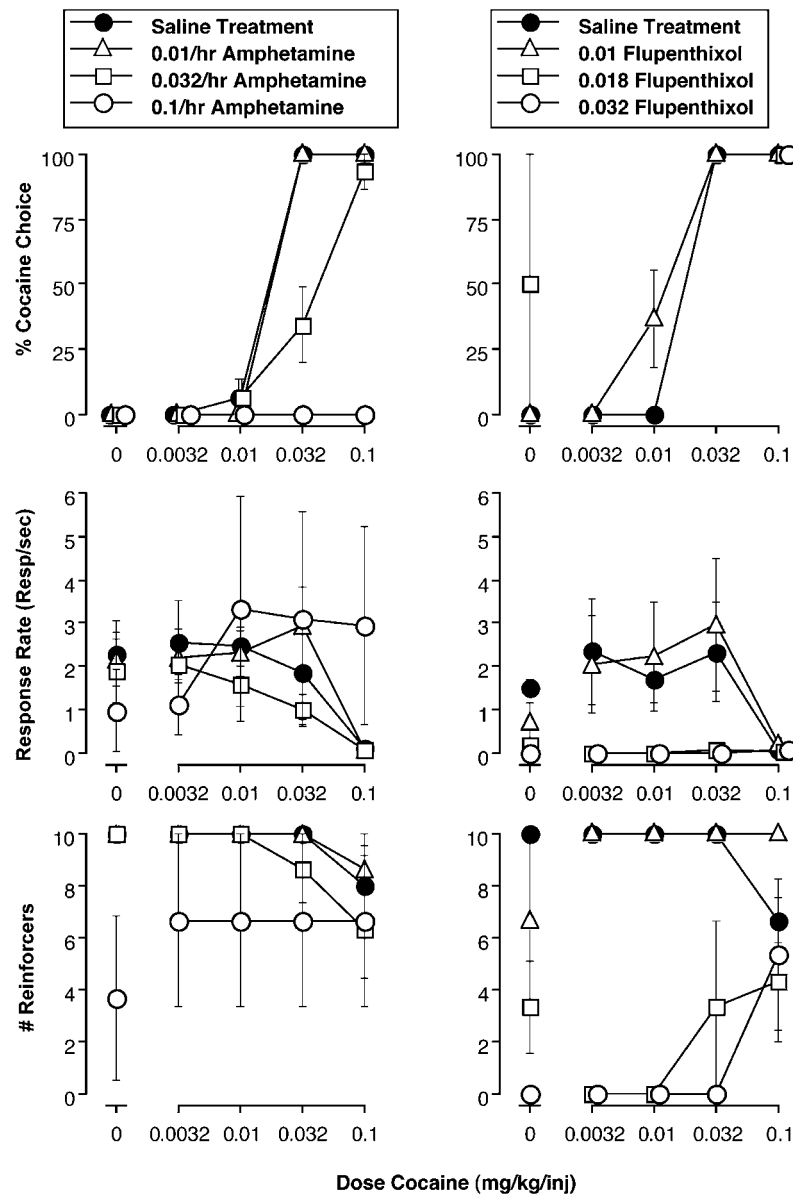 Saline Treatment
0.01/hr Amphetamine
0.032/hr Amphetamine
0.1/hr Amphetamine
Saline Treatment
0.01 Flupenthixol
0.018 Flupenthixol
0.032 Flupenthixol
% Cocaine Choice
100
75
50
25
0
0 0.0032 0.01 0.032 0.1
100
75
50
25
0
0 0.0032 0.01 0.032 0.1
Response Rate (Resp/sec)
6
5
4
3
2
1
0
0 0.0032 0.01 0.032 0.1
6
5
4
3
2
1
0
0 0.0032 0.01 0.032 0.1
# Reinforcers
10
8
6
4
2
0
0 0.0032 0.01 0.032 0.1
10
8
6
4
2
0
0 0.0032 0.01 0.032 0.1
Dose Cocaine (mg/kg/inj)